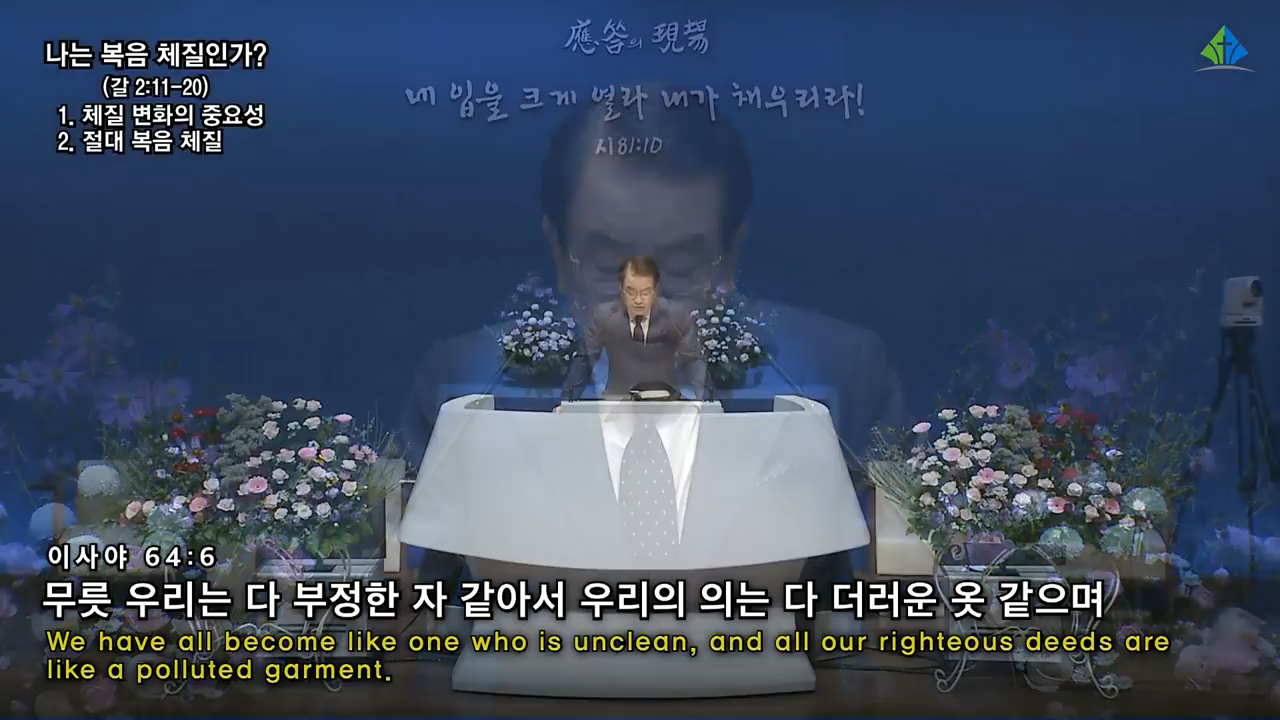 나는 복음 체질인가?
(갈 2:11-20)
1. 체질 변화의 중요성
2. 절대 복음 체질
應答의 現場
네 입을 크게 열라 내가 채우리라!
시81:10
이사야 64:6
무릇 우리는 다 부정한 자 같아서 우리의 의는 다 더러운 옷 같으며
We have all become like one who is unclean, and all our righteous deeds are
like a polluted garment.